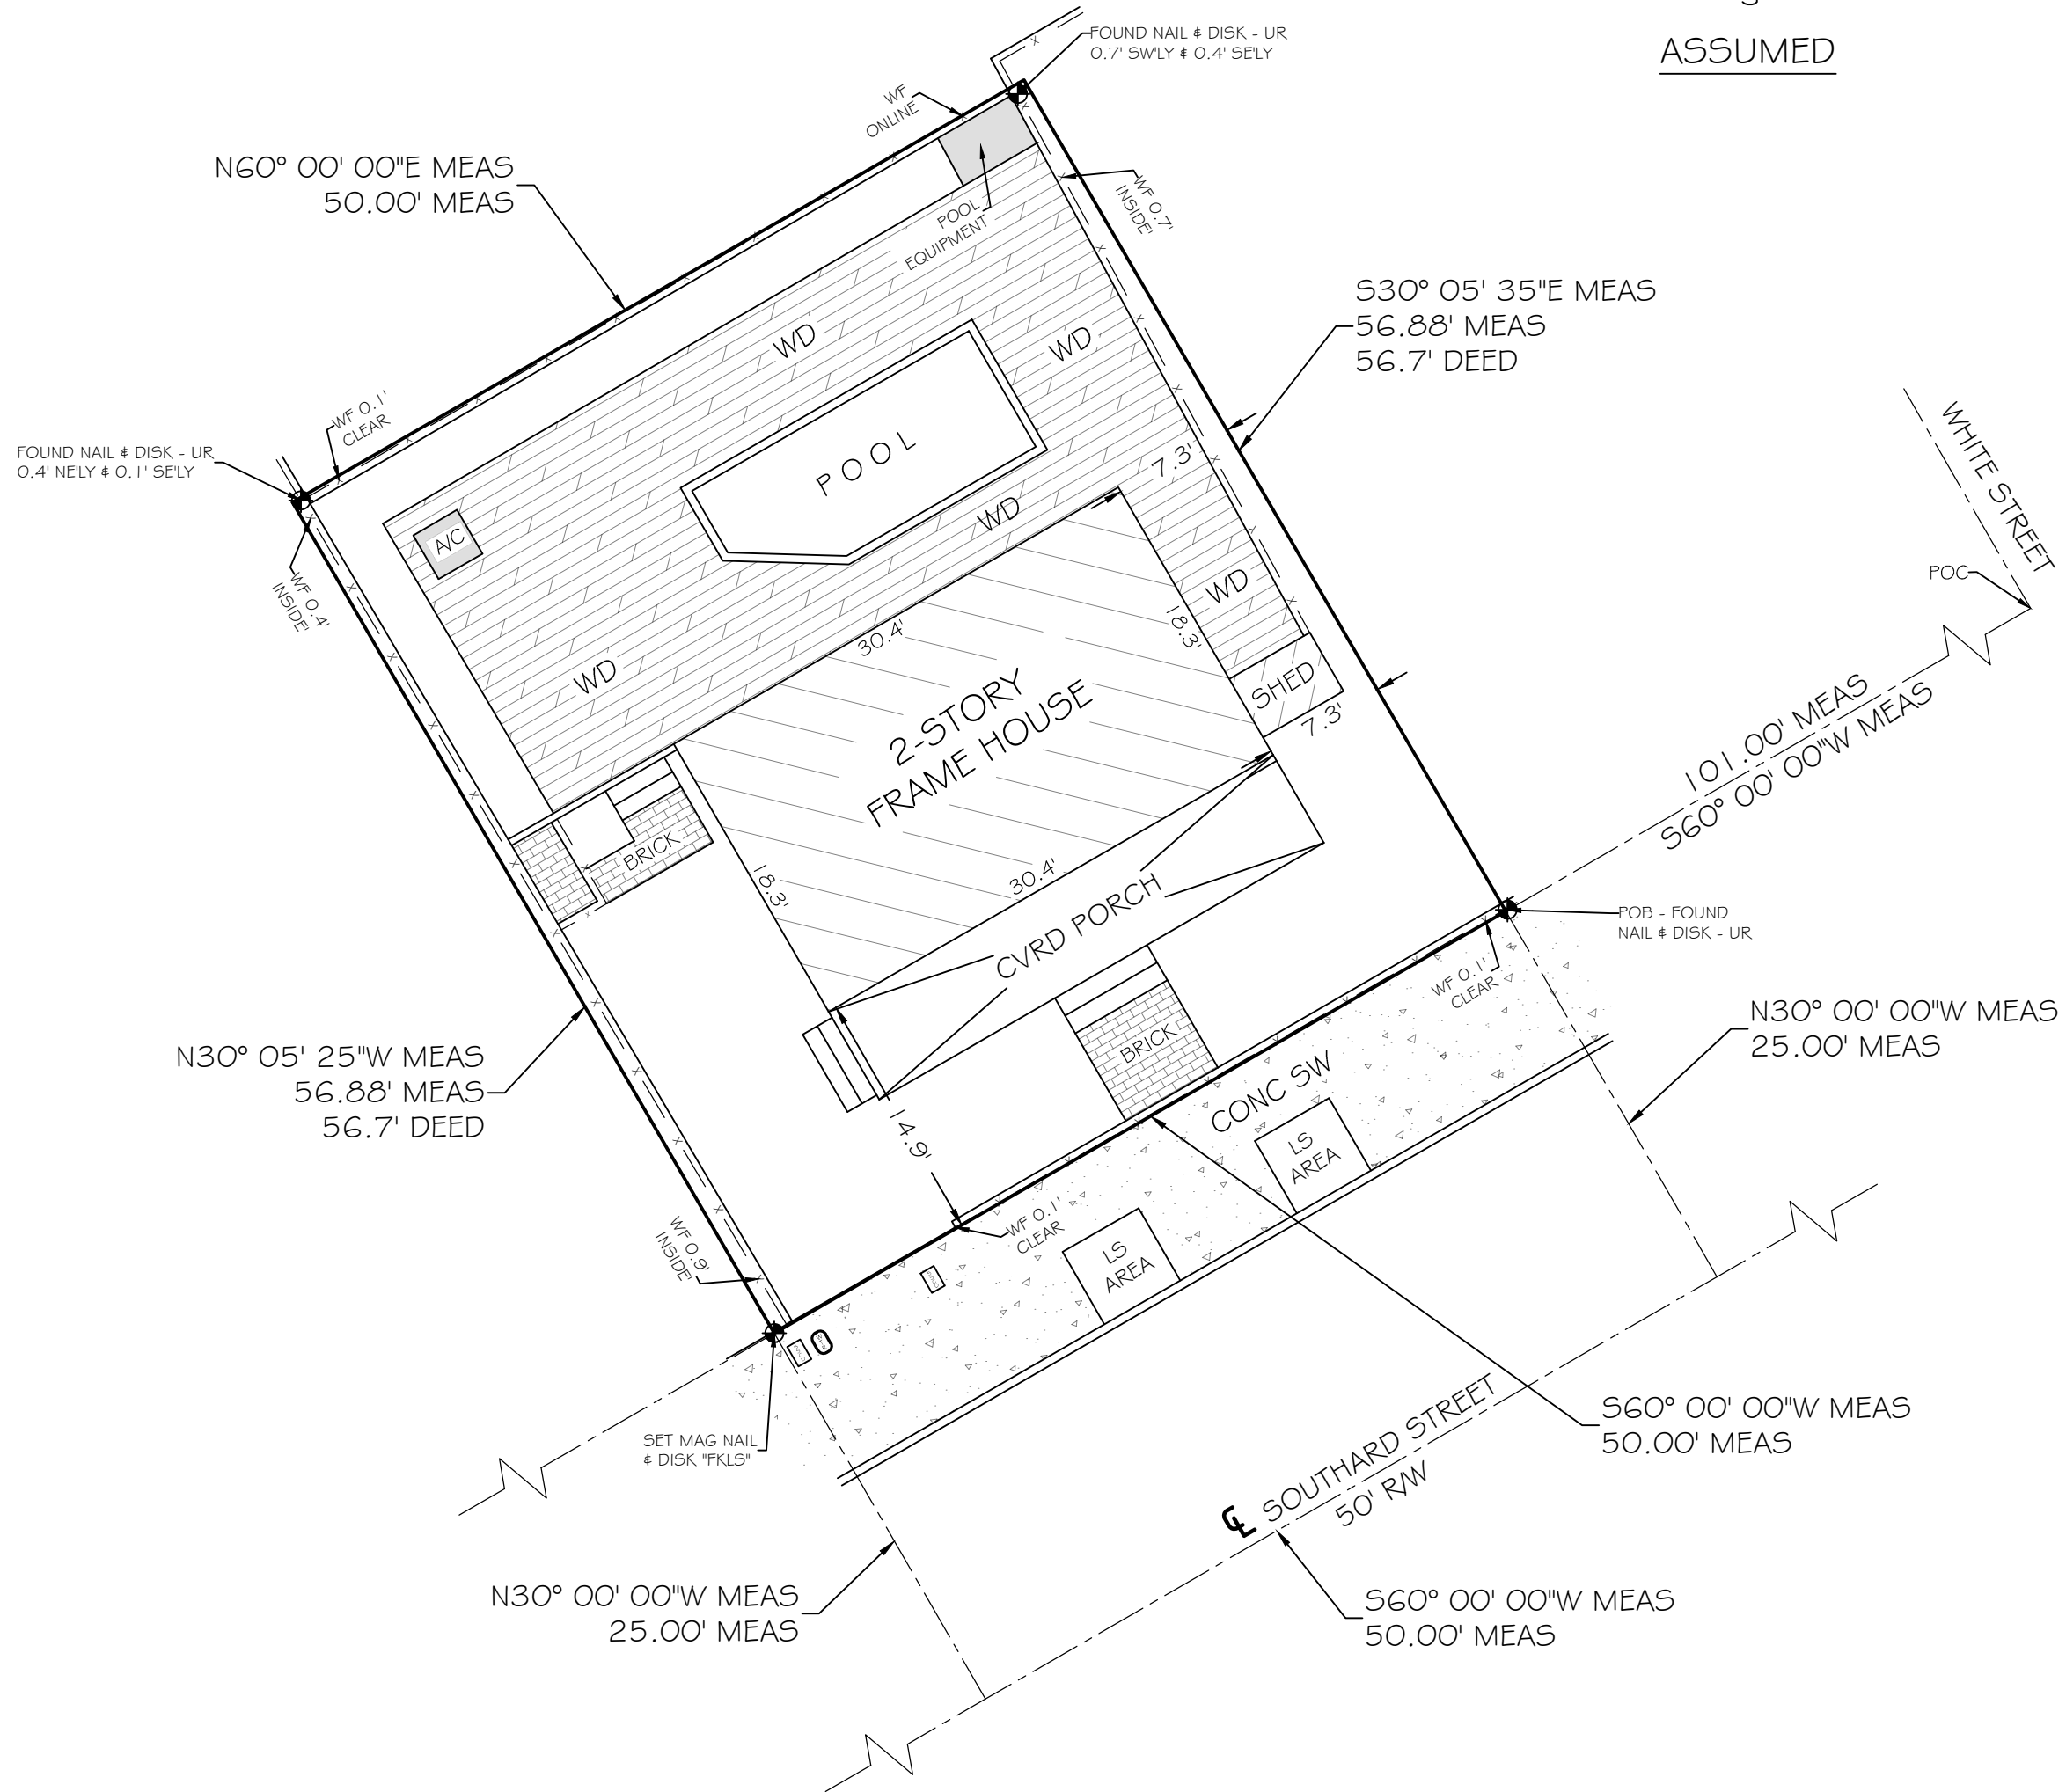 ASSUMED
FOUND NAIL & DISK - UR
0.7' SW'LY & 0.4' SE'LY
WF
ONLINE
N60° 00' 00"E MEAS
50.00' MEAS
WF 0.7'
INSIDE'
POOL
EQUIPMENT
S30° 05' 35"E MEAS
56.88' MEAS
56.7' DEED
WD
WD
WF 0.1'
CLEAR
FOUND NAIL & DISK - UR
0.4' NE'LY & 0.1' SE'LY
WHITE STREET
POOL
7.3'
WD
A/C
POC
WF 0.4'
INSIDE'
WD
18.3'
30.4'
WD
SHED
7.3'
2-STORY
FRAME HOUSE
101.00' MEAS
S60° 00' 00"W MEAS
BRICK
18.3'
30.4'
CVRD PORCH
POB - FOUND
NAIL & DISK - UR
WF 0.1'
CLEAR
N30° 00' 00"W MEAS
25.00' MEAS
BRICK
N30° 05' 25"W MEAS
56.88' MEAS
56.7' DEED
CONC SW
14.9'
LS
AREA
WF 0.1'
CLEAR
LS
AREA
WF 0.9'
INSIDE'
SET MAG NAIL
& DISK "FKLS"
S60° 00' 00"W MEAS
50.00' MEAS
CL SOUTHARD STREET
50' R/W
N30° 00' 00"W MEAS
25.00' MEAS
S60° 00' 00"W MEAS
50.00' MEAS